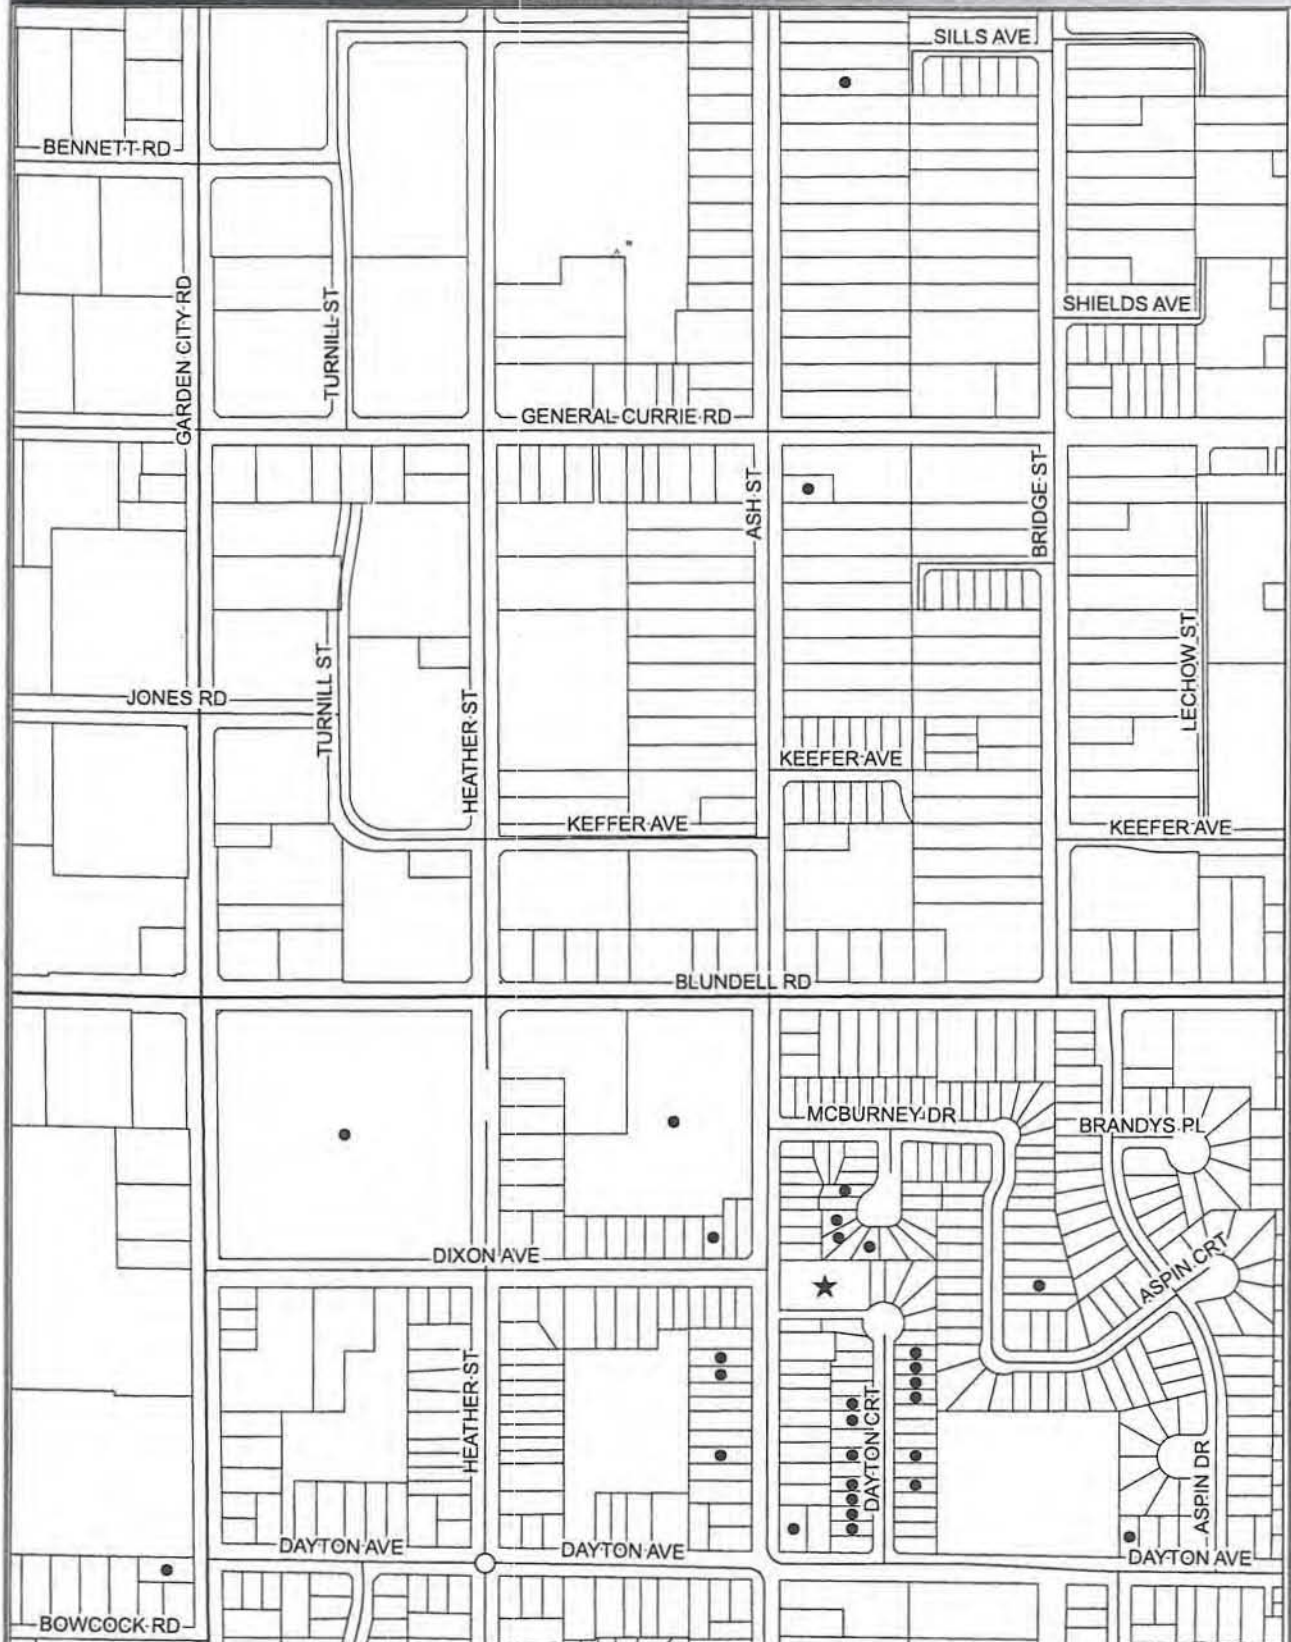 SILLS AVE
BENNETT RD
GARDEN CITY RD
TURNILL ST
SHIELDS AVE
GENERAL CURRIE RD
ASH ST
BRIDGE ST
TURNILL ST
HEATHER ST
LECHOW ST
JONES RD
KEEFER AVE
KEFFER AVE
KEEFER AVE
BLUNDELL RD
MCBURNEY DR
BRANDYS PL
DIXON AVE
ASPIN CRT
HEATHER ST
DAYTON CRT
ASPIN DR
DAYTON AVE
DAYTON AVE
DAYTON AVE
BOWCOCK RD